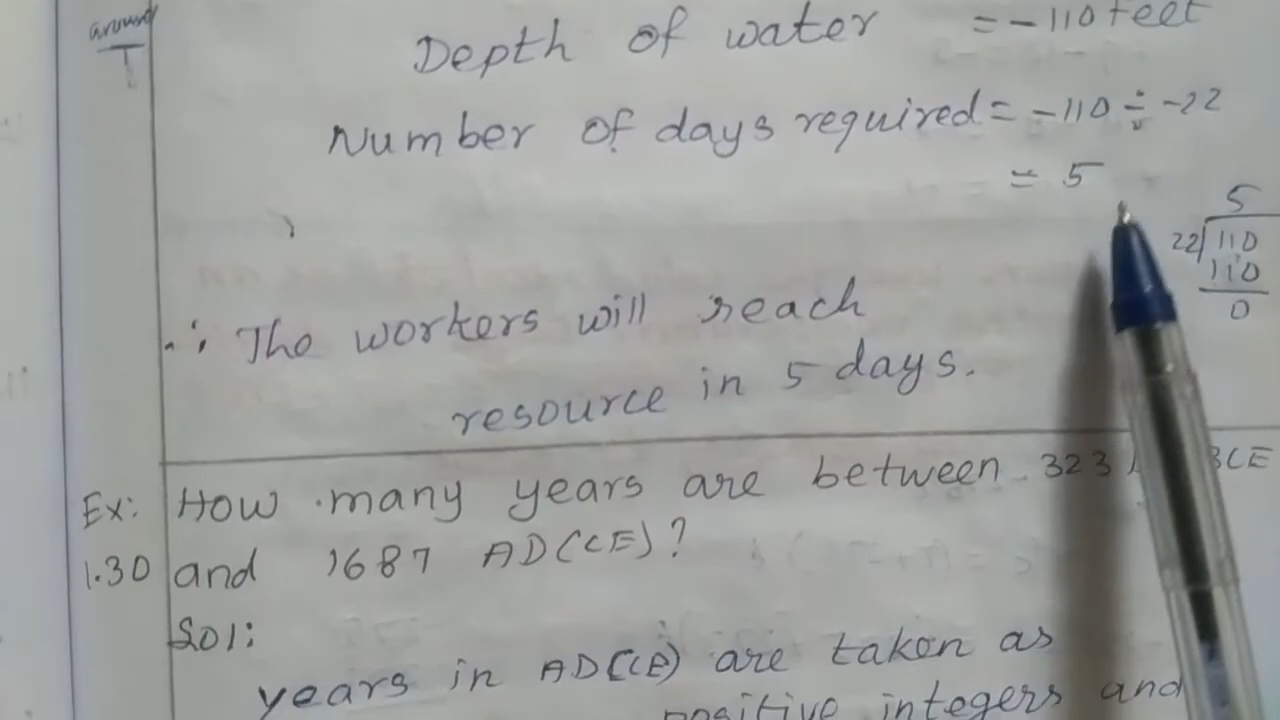 around
T
Depth of water = -110 feet
Number of days required = -110 ÷ -22
= 5
5
22 110
110
0
∴ The workers will reach
resource in 5 days.
Ex: How many years are between 323 BCE
1.30 and 1687 AD(CE)?
Sol:
years in AD(CE) are taken as
positive integers and